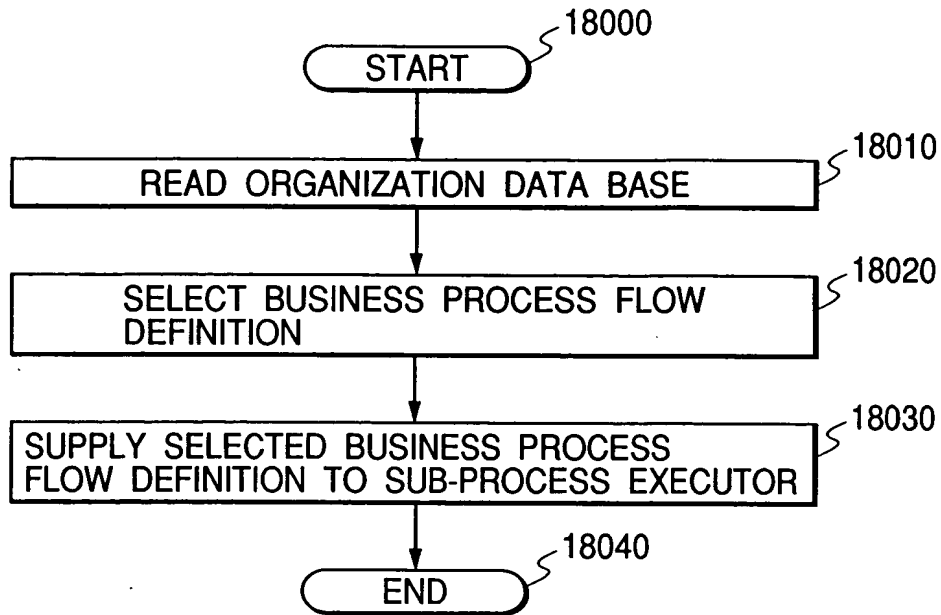 18000
START
18010
READ ORGANIZATION DATA BASE
18020
SELECT BUSINESS PROCESS FLOW
DEFINITION
18030
SUPPLY SELECTED BUSINESS PROCESS
FLOW DEFINITION TO SUB-PROCESS EXECUTOR
18040
END